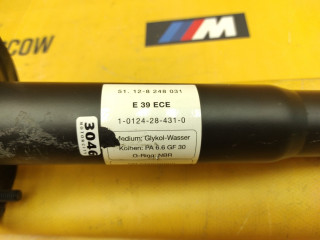 COW
M
51. 12-8 248 031
E 39 ECE
1-0124-28-431-0
Medium: Glykol-Wasser
Kolben: PA 6.6 GF 30
O-Ring: NBR
3046